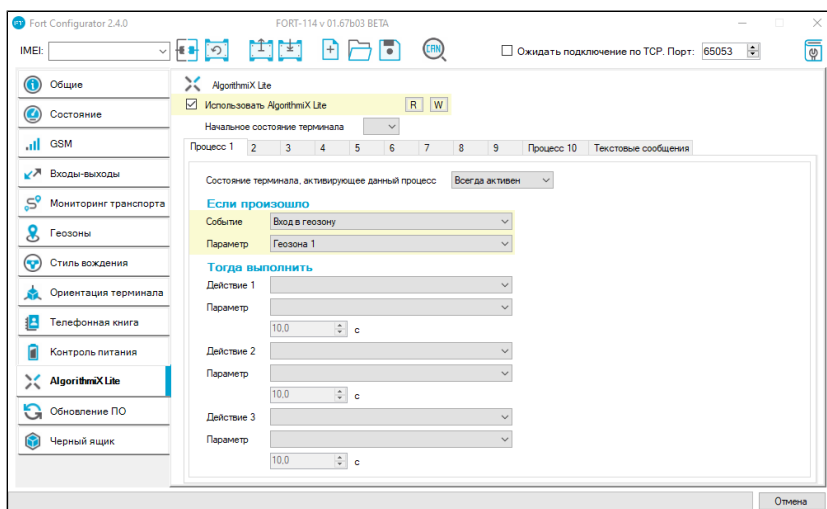 Fort Configurator 2.4.0
FORT-114 v 01.67b03 BETA
IMEI:
CAN
Ожидать подключение по TCP. Порт: 65053
Общие
Состояние
GSM
Входы-выходы
Мониторинг транспорта
Геозоны
Стиль вождения
Ориентация терминала
Телефонная книга
Контроль питания
AlgorithmiX Lite
Обновление ПО
Черный ящик
AlgorithmiX Lite
Использовать AlgorithmiX Lite R W
Начальное состояние терминала
Процесс 1 2 3 4 5 6 7 8 9 Процесс 10 Текстовые сообщения
Состояние терминала, активирующее данный процесс Всегда активен
Если произошло
Событие Вход в геозону
Параметр Геозона 1
Тогда выполнить
Действие 1
Параметр
10,0 с
Действие 2
Параметр
10,0 с
Действие 3
Параметр
10,0 с
Отмена